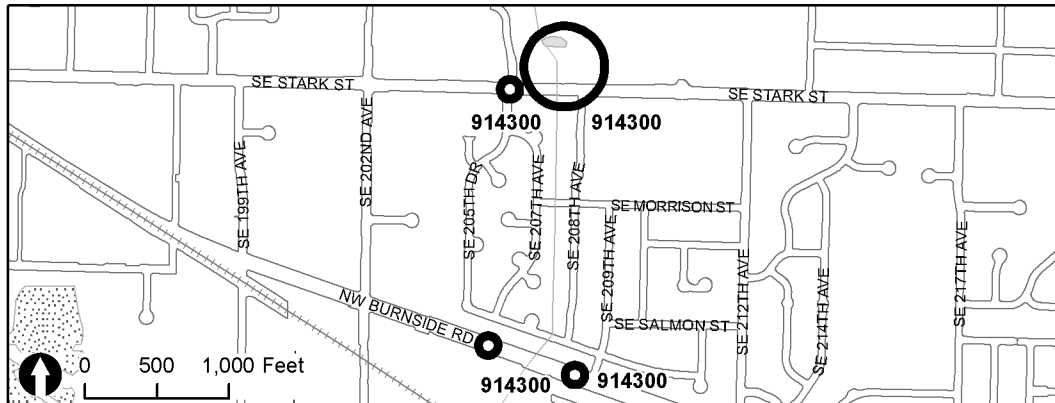 SE STARK ST
SE STARK ST
914300
914300
SE 199TH AVE
SE 202ND AVE
SE 205TH DR
SE 207TH AVE
SE 208TH AVE
SE MORRISON ST
SE 209TH AVE
SE 212TH AVE
SE 214TH AVE
SE 217TH AVE
NW BURNSIDE RD
SE SALMON ST
0 500 1,000 Feet
914300
914300